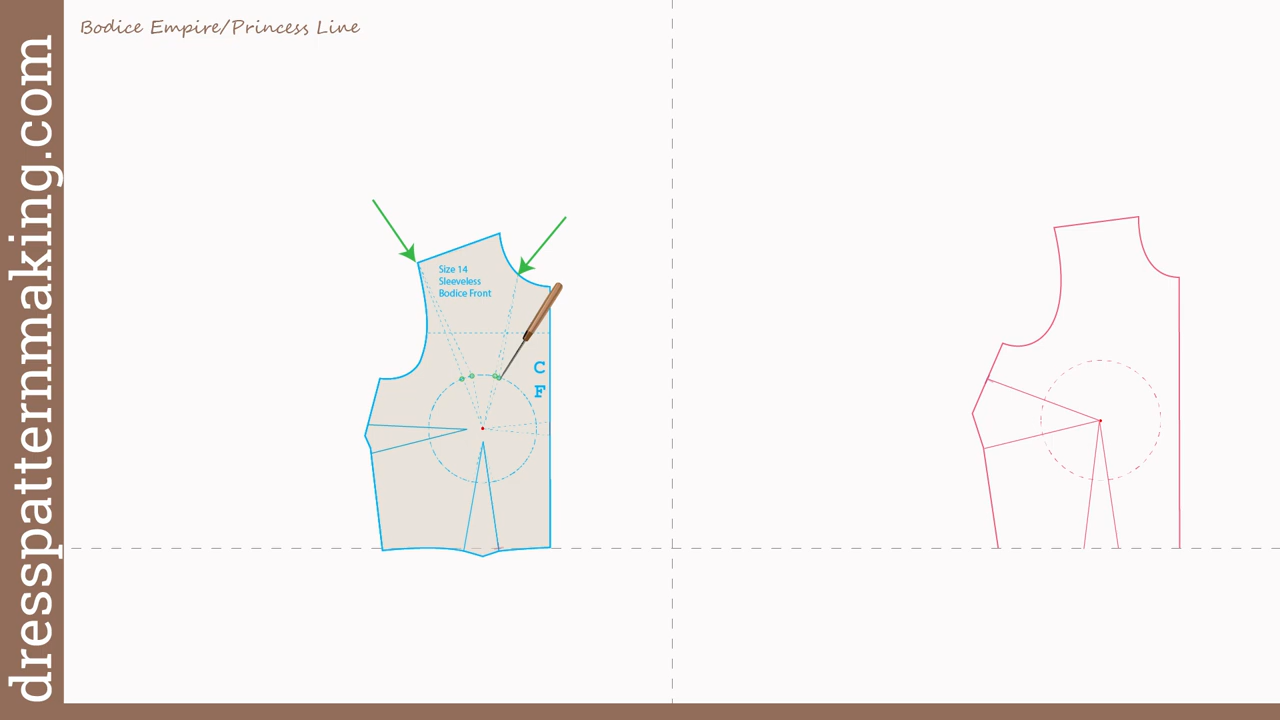 dresspatternmaking.com
Bodice Empire/Princess Line
Size 14
Sleeveless
Bodice Front
C
F